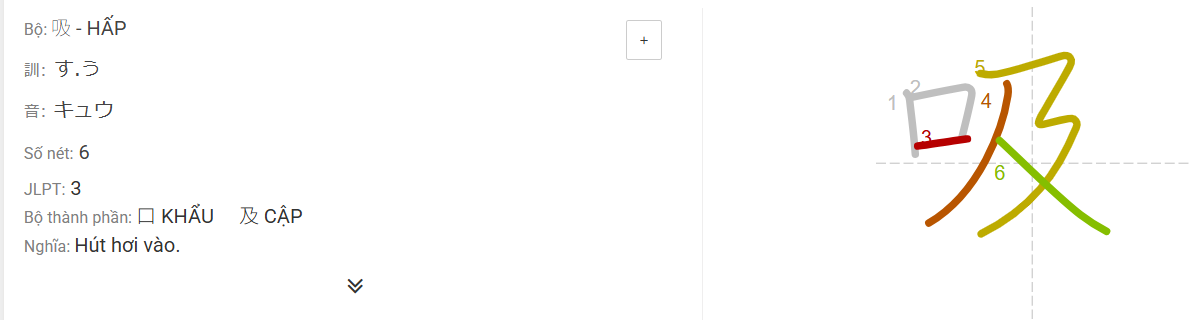 Bộ: 吸 - HẤP
+
訓: す.う
音: キュウ
Số nét: 6
JLPT: 3
Bộ thành phần: 口 KHẨU 及 CẬP
Nghĩa: Hút hơi vào.
吸
1
2
3
4
5
6